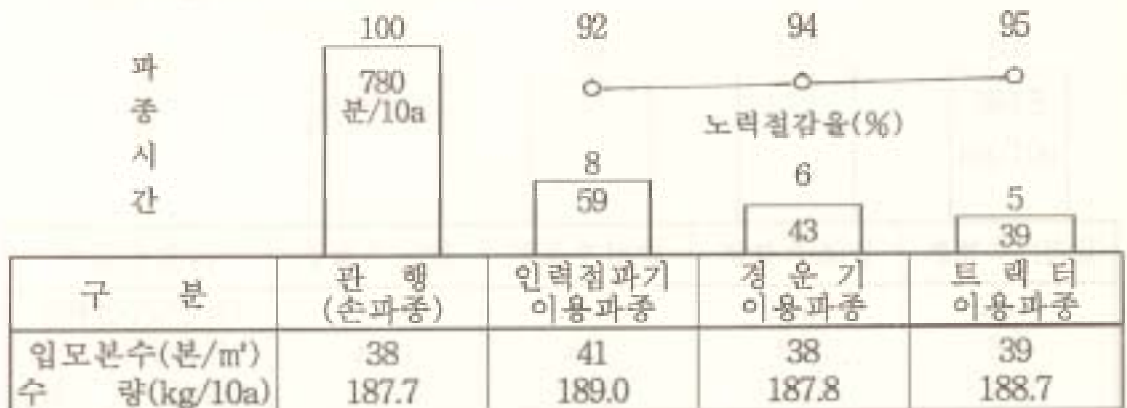 100 92 94 95
파종시간
780
분/10a
노력절감율(%)
8 6 5
59 43 39
구 분 관 행 인력점파기 경 운 기 트 랙 터
(손파종) 이용파종 이용파종 이용파종
입모본수(본/㎡) 38 41 38 39
수 량(kg/10a) 187.7 189.0 187.8 188.7